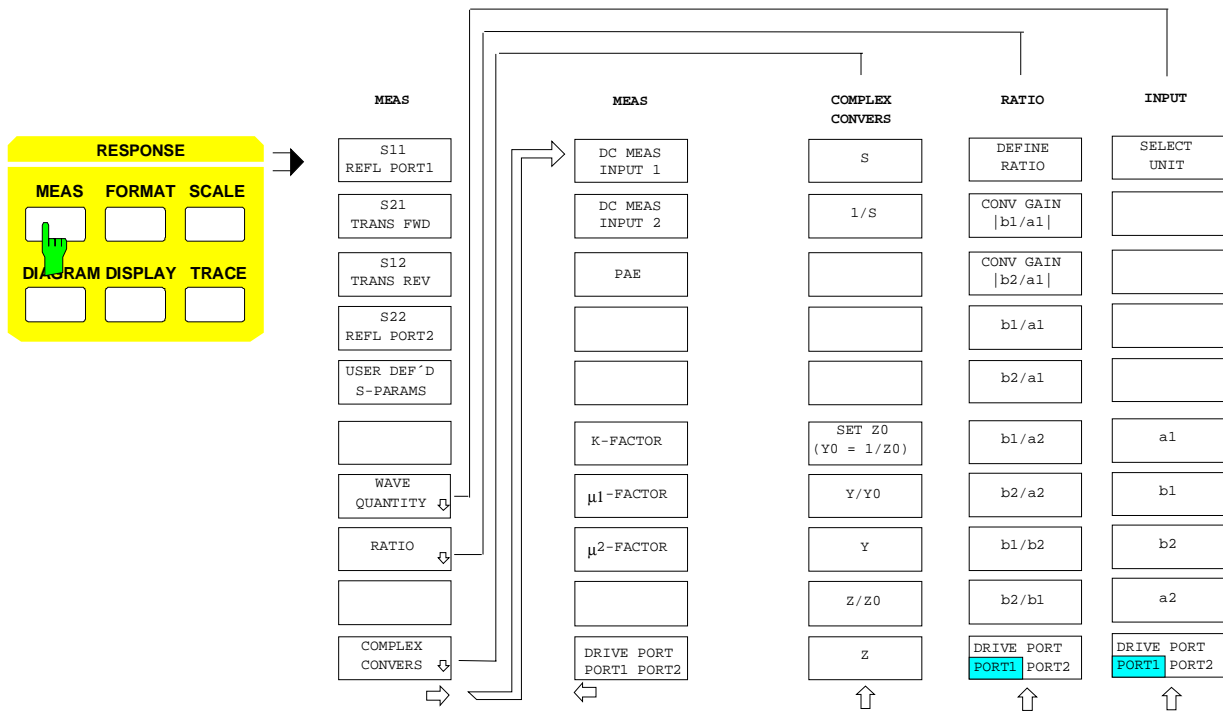 RESPONSE
MEAS FORMAT SCALE
DIAGRAM DISPLAY TRACE
MEAS
S11
REFL PORT1
S21
TRANS FWD
S12
TRANS REV
S22
REFL PORT2
USER DEF´D
S-PARAMS
WAVE
QUANTITY
RATIO
COMPLEX
CONVERS
MEAS
DC MEAS
INPUT 1
DC MEAS
INPUT 2
PAE
K-FACTOR
µ1-FACTOR
µ2-FACTOR
DRIVE PORT
PORT1 PORT2
COMPLEX
CONVERS
S
1/S
SET Z0
(Y0 = 1/Z0)
Y/Y0
Y
Z/Z0
Z
RATIO
DEFINE
RATIO
CONV GAIN
|b1/a1|
CONV GAIN
|b2/a1|
b1/a1
b2/a1
b1/a2
b2/a2
b1/b2
b2/b1
DRIVE PORT
PORT1 PORT2
INPUT
SELECT
UNIT
a1
b1
b2
a2
DRIVE PORT
PORT1 PORT2